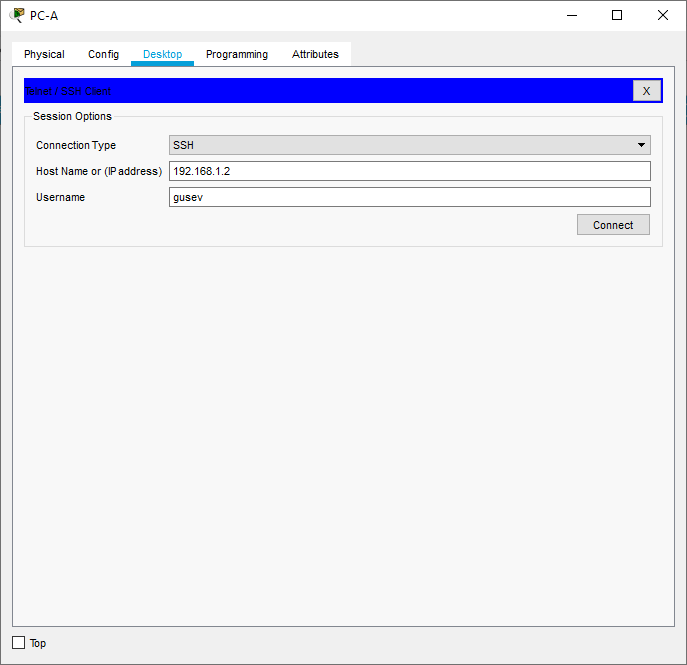 PC-A
Physical Config Desktop Programming Attributes
Telnet / SSH Client X
Session Options
Connection Type SSH
Host Name or (IP address) 192.168.1.2
Username gusev
Connect
Top